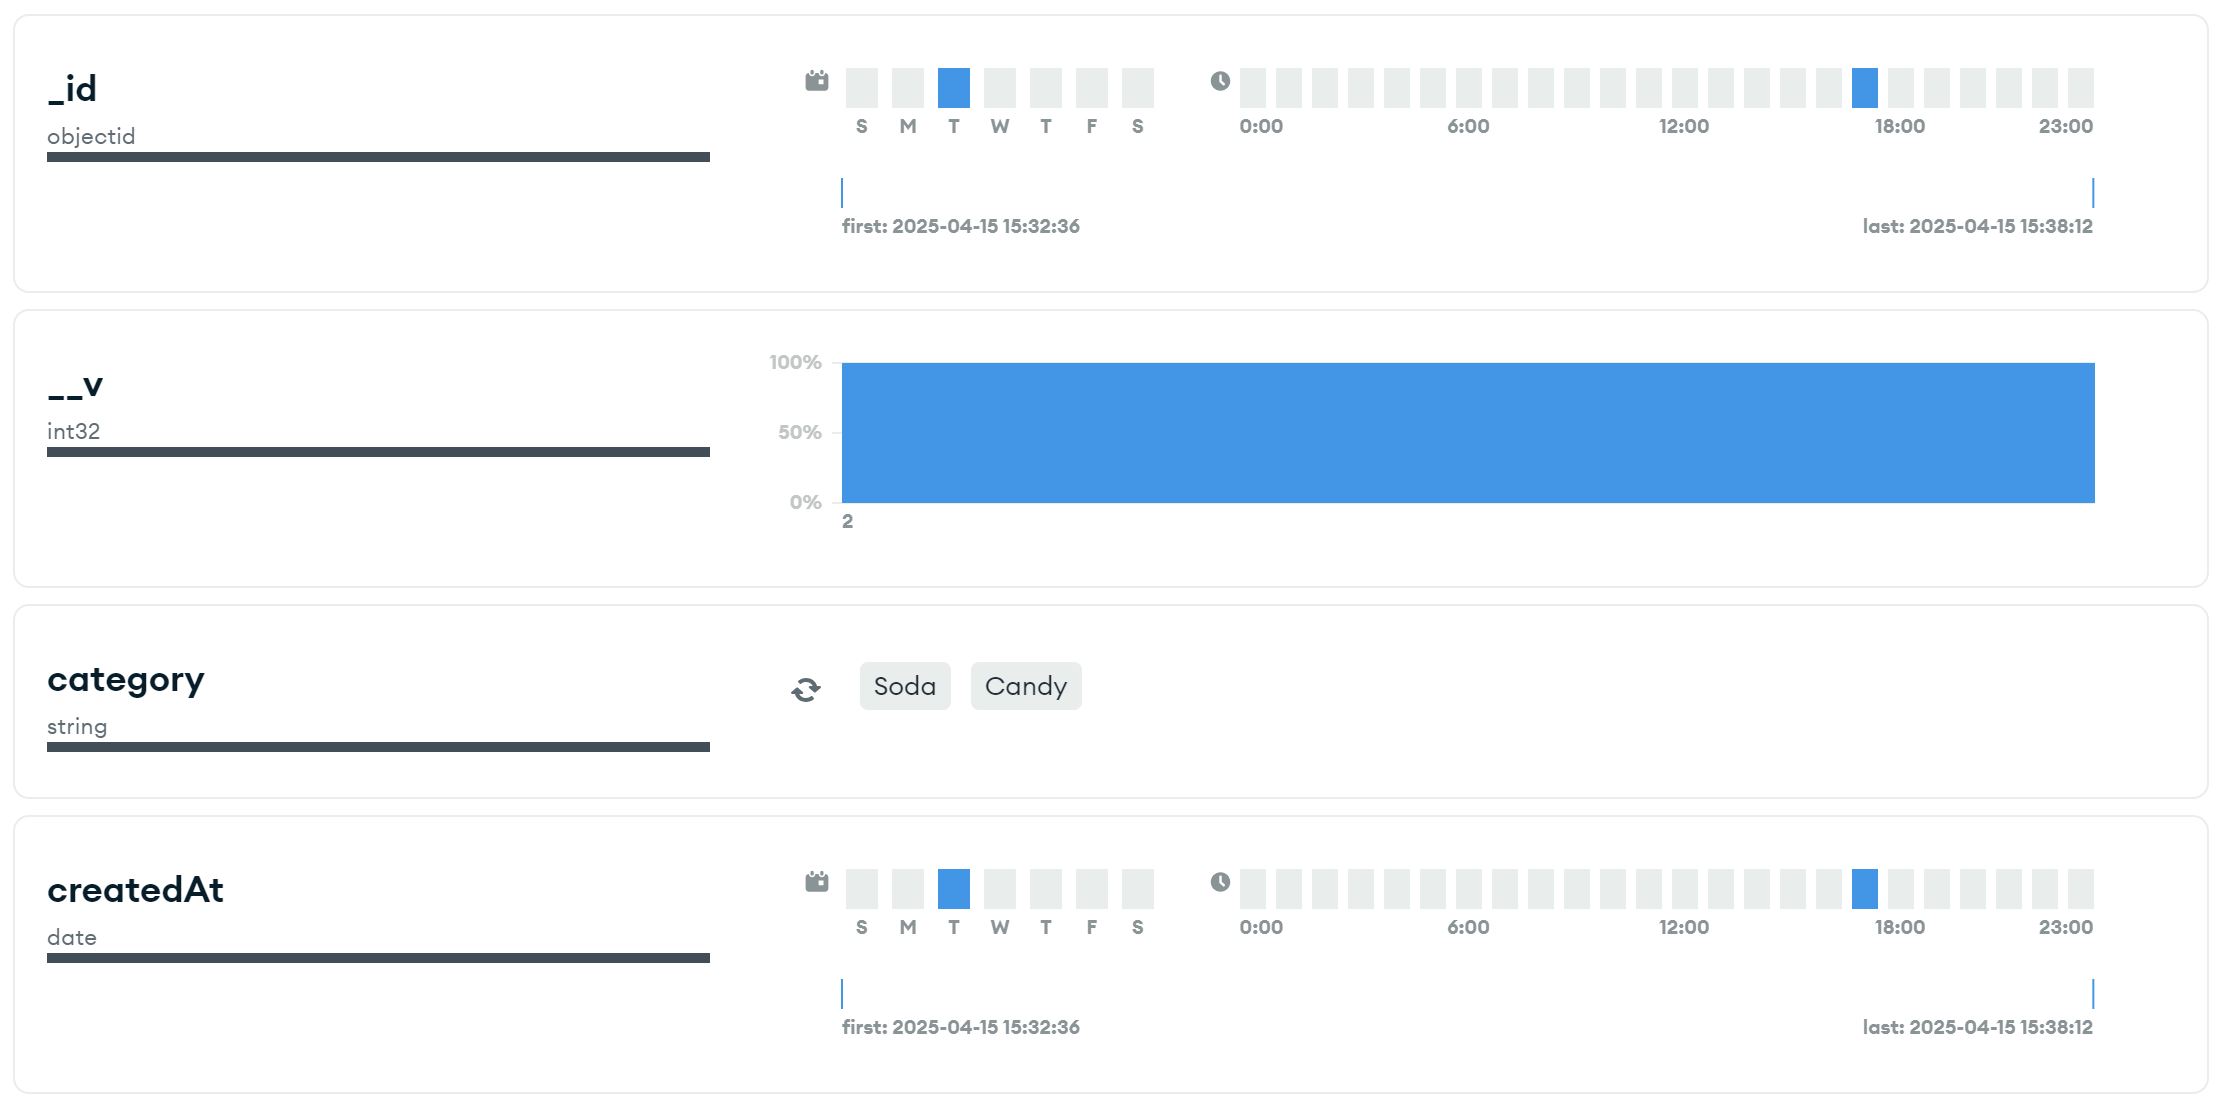 _id
objectid
S M T W T F S
0:00 6:00 12:00 18:00 23:00
first: 2025-04-15 15:32:36
last: 2025-04-15 15:38:12
__v
int32
100%
50%
0%
2
category
string
Soda
Candy
createdAt
date
S M T W T F S
0:00 6:00 12:00 18:00 23:00
first: 2025-04-15 15:32:36
last: 2025-04-15 15:38:12